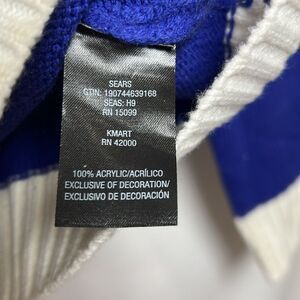 SEARS
GTIN: 190744639168
SEAS: H9
RN 15099
KMART
RN 42000
100% ACRYLIC/ACRÍLICO
EXCLUSIVE OF DECORATION/
EXCLUSIVO DE DECORACIÓN